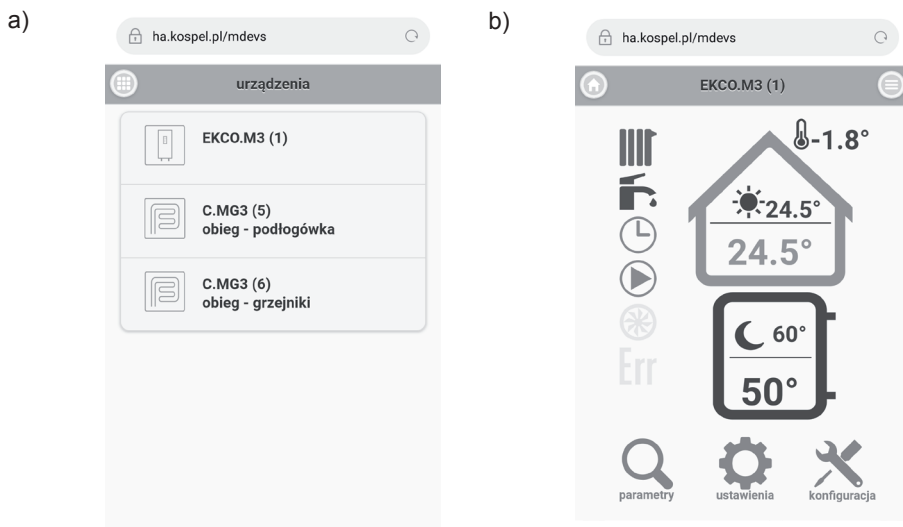 a)
ha.kospel.pl/mdevs
urządzenia
EKCO.M3 (1)
C.MG3 (5)
obieg - podłogówka
C.MG3 (6)
obieg - grzejniki
b)
ha.kospel.pl/mdevs
EKCO.M3 (1)
-1.8°
24.5°
24.5°
Err
60°
50°
parametry
ustawienia
konfiguracja